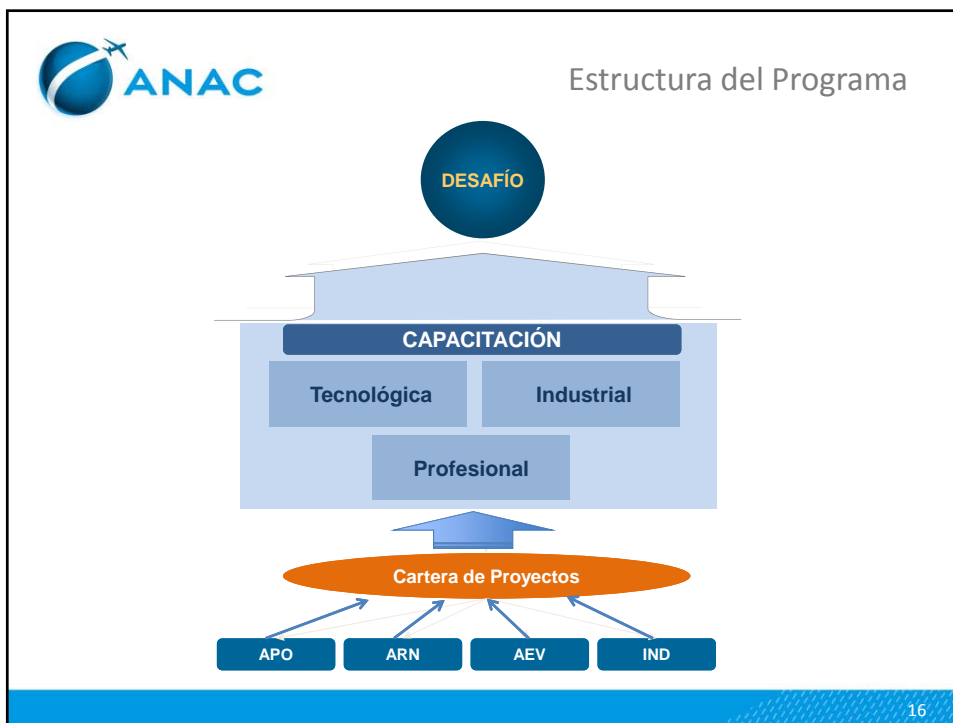 ANAC
Estructura del Programa
DESAFÍO
CAPACITACIÓN
Tecnológica
Industrial
Profesional
Cartera de Proyectos
APO
ARN
AEV
IND
16